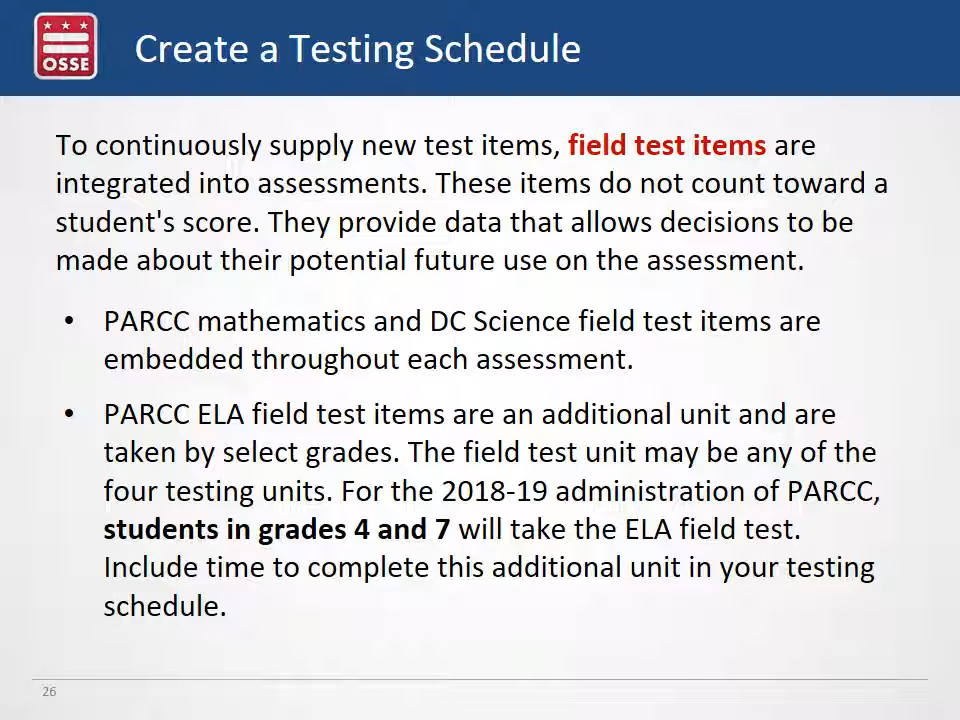 OSSE
Create a Testing Schedule
To continuously supply new test items, field test items are
integrated into assessments. These items do not count toward a
student's score. They provide data that allows decisions to be
made about their potential future use on the assessment.
• PARCC mathematics and DC Science field test items are
embedded throughout each assessment.
• PARCC ELA field test items are an additional unit and are
taken by select grades. The field test unit may be any of the
four testing units. For the 2018-19 administration of PARCC,
students in grades 4 and 7 will take the ELA field test.
Include time to complete this additional unit in your testing
schedule.
26